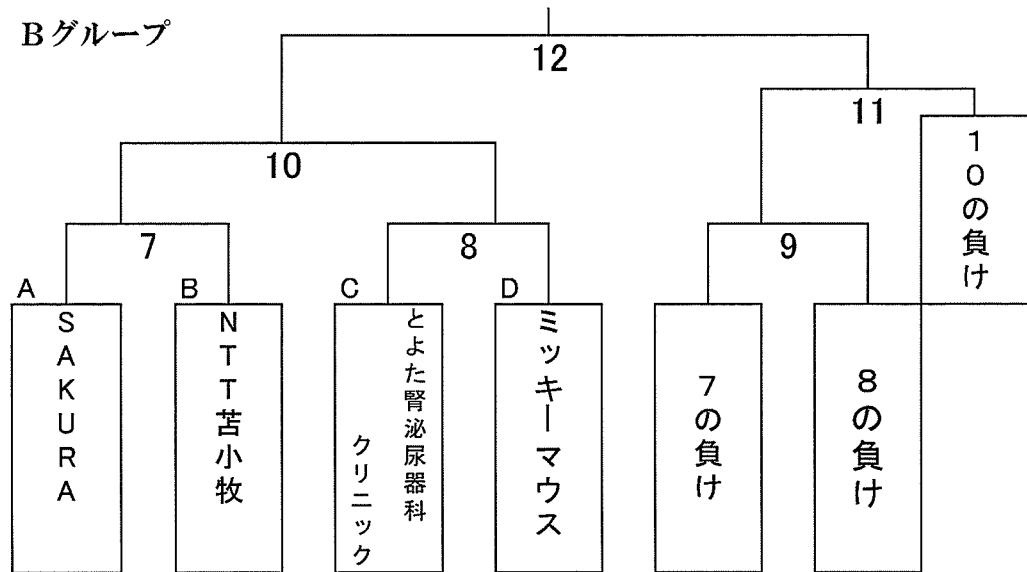 Bグループ
12
11
10
10の負け
7
8
9
A
SAKURA
B
NTT苫小牧
C
とよた腎泌尿器科
クリニック
D
ミッキーマウス
7の負け
8の負け